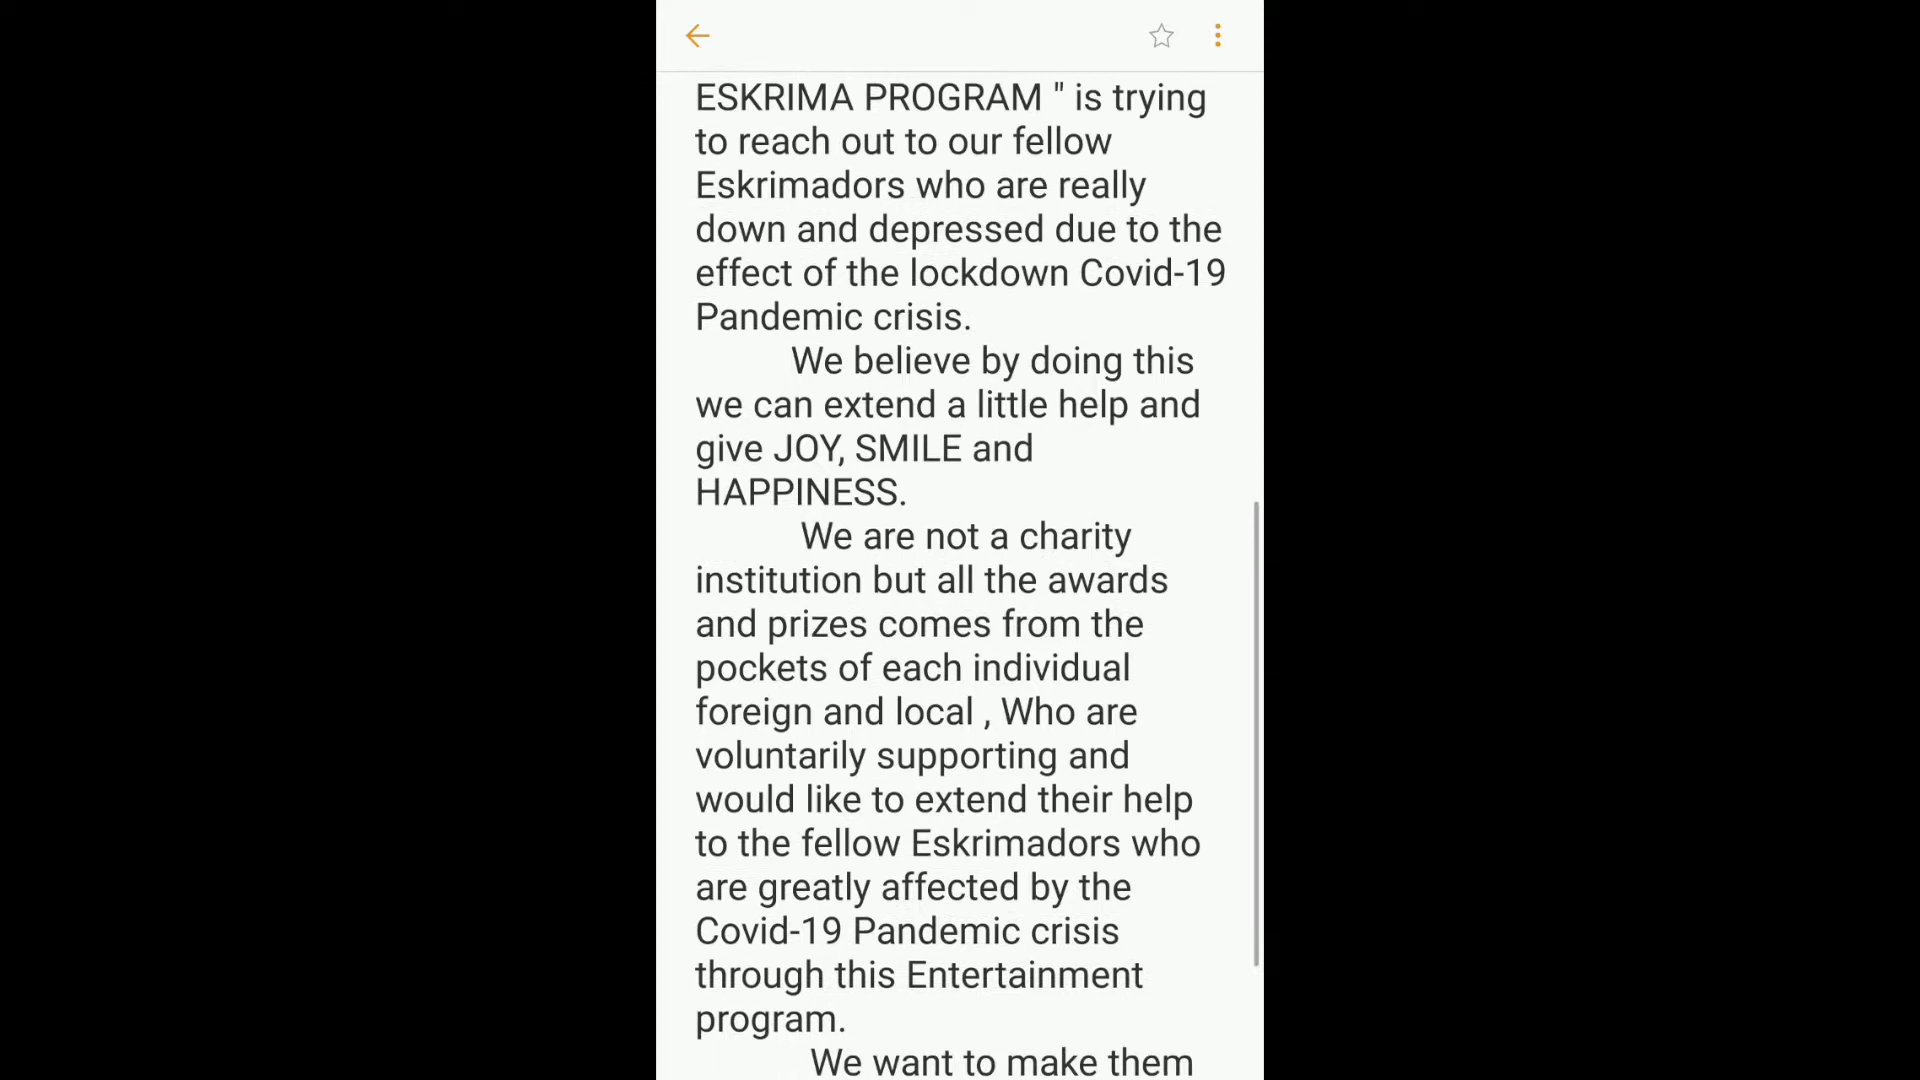 ESKRIMA PROGRAM " is trying
to reach out to our fellow
Eskrimadors who are really
down and depressed due to the
effect of the lockdown Covid-19
Pandemic crisis.
We believe by doing this
we can extend a little help and
give JOY, SMILE and
HAPPINESS.
We are not a charity
institution but all the awards
and prizes comes from the
pockets of each individual
foreign and local , Who are
voluntarily supporting and
would like to extend their help
to the fellow Eskrimadors who
are greatly affected by the
Covid-19 Pandemic crisis
through this Entertainment
program.
We want to make them